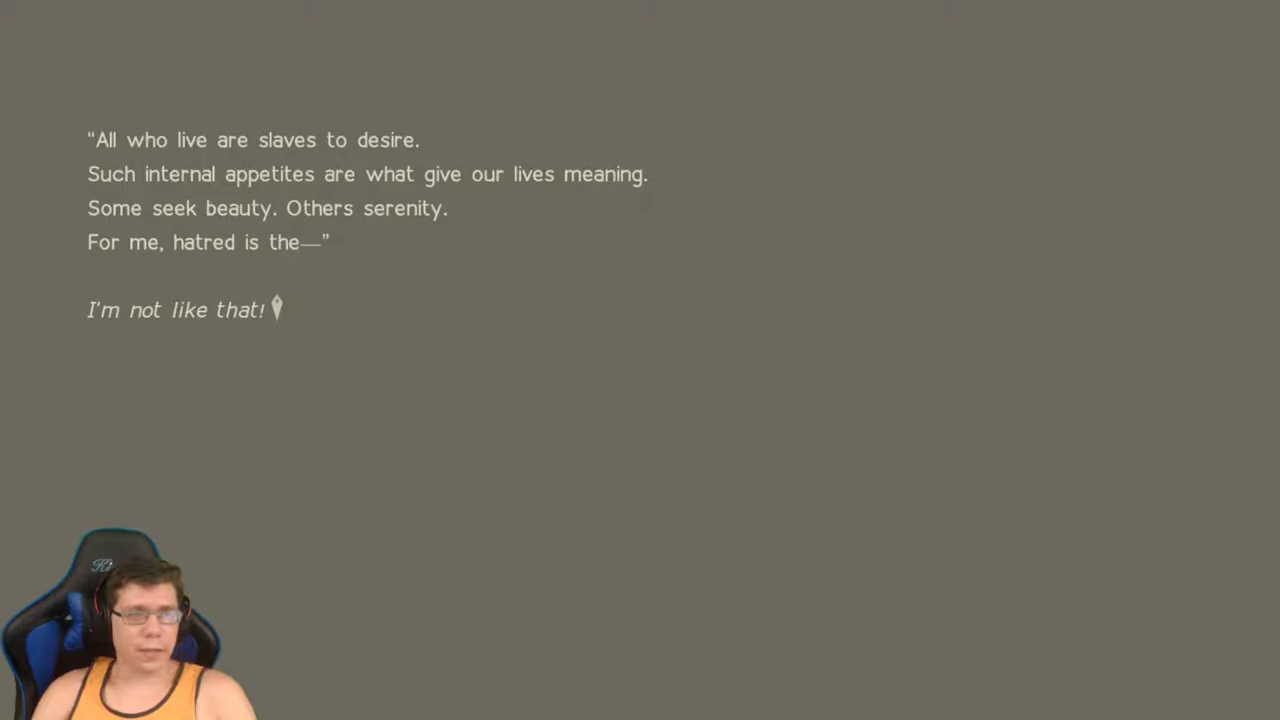 “All who live are slaves to desire.
Such internal appetites are what give our lives meaning.
Some seek beauty. Others serenity.
For me, hatred is the—”
I'm not like that!